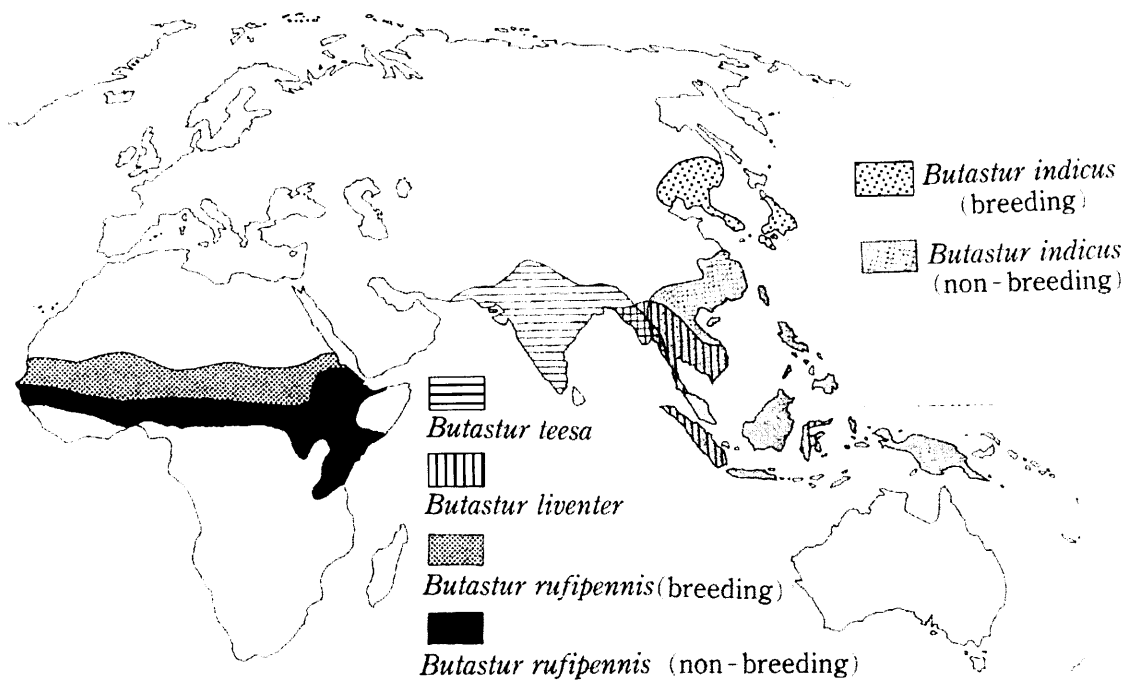 Butastur indicus
(breeding)
Butastur indicus
(non-breeding)
Butastur teesa
Butastur liventer
Butastur rufipennis (breeding)
Butastur rufipennis (non-breeding)